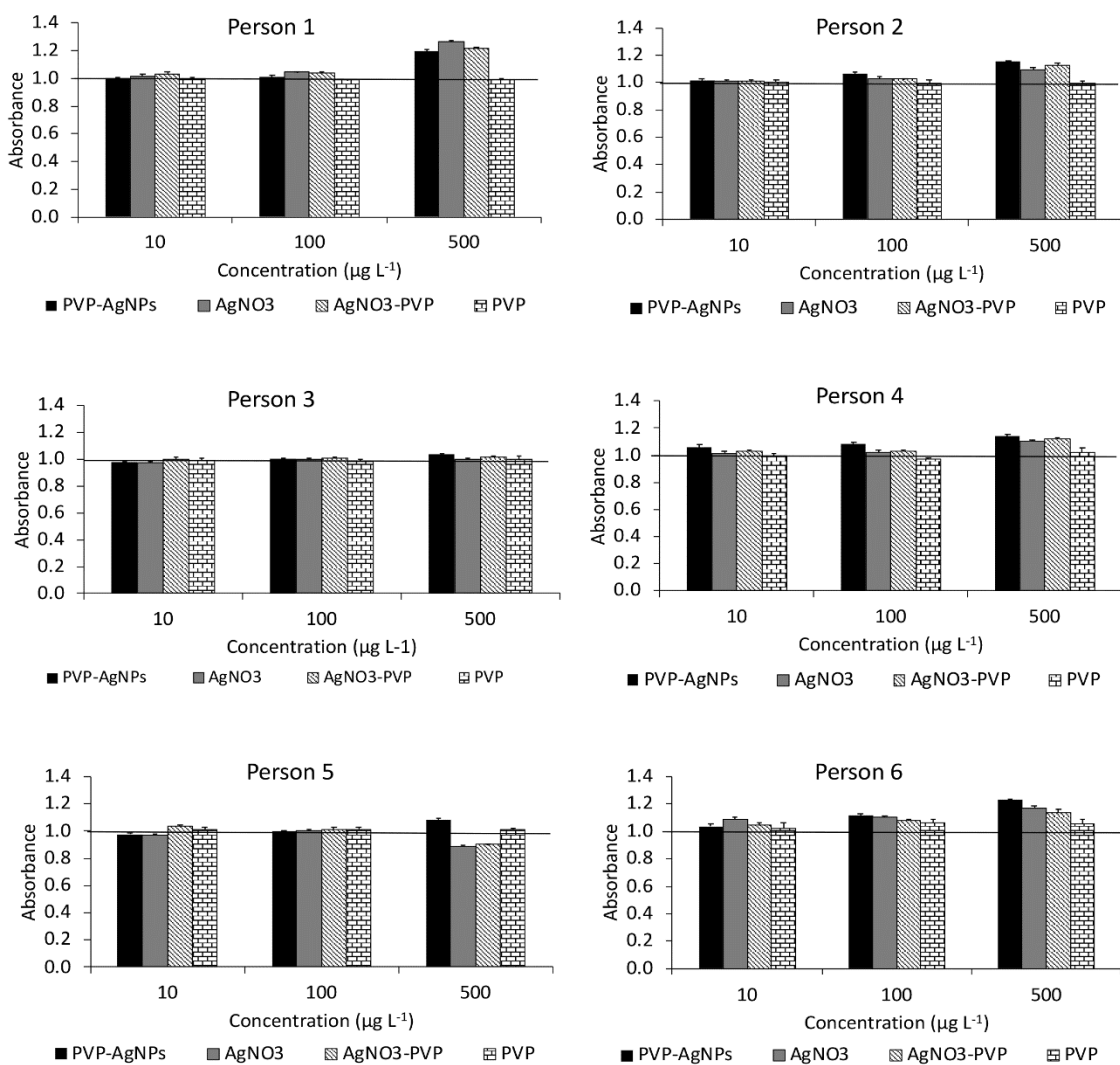 Person 1
1.4
1.2
1.0
0.8
0.6
0.4
0.2
0.0
Absorbance
10 100 500
Concentration (µg L-1)
PVP-AgNPs AgNO3 AgNO3-PVP PVP
Person 2
1.4
1.2
1.0
0.8
0.6
0.4
0.2
0.0
Absorbance
10 100 500
Concentration (µg L-1)
PVP-AgNPs AgNO3 AgNO3-PVP PVP
Person 3
1.4
1.2
1.0
0.8
0.6
0.4
0.2
0.0
Absorbance
10 100 500
Concentration (µg L-1)
PVP-AgNPs AgNO3 AgNO3-PVP PVP
Person 4
1.4
1.2
1.0
0.8
0.6
0.4
0.2
0.0
Absorbance
10 100 500
Concentration (µg L-1)
PVP-AgNPs AgNO3 AgNO3-PVP PVP
Person 5
1.4
1.2
1.0
0.8
0.6
0.4
0.2
0.0
Absorbance
10 100 500
Concentration (µg L-1)
PVP-AgNPs AgNO3 AgNO3-PVP PVP
Person 6
1.4
1.2
1.0
0.8
0.6
0.4
0.2
0.0
Absorbance
10 100 500
Concentration (µg L-1)
PVP-AgNPs AgNO3 AgNO3-PVP PVP